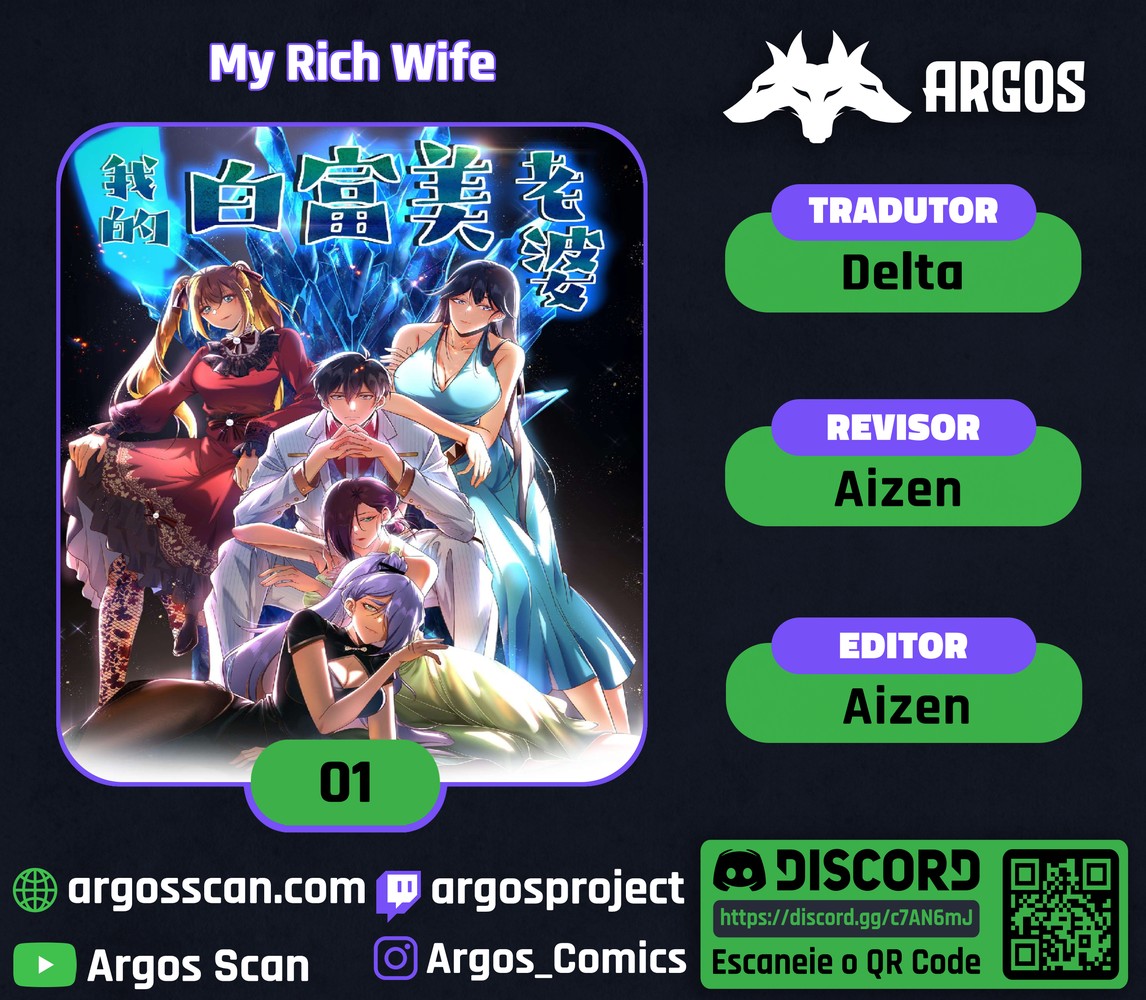 My Rich Wife
ARGOS
我的
白富美
老婆
TRADUTOR
Delta
REVISOR
Aizen
EDITOR
Aizen
01
argosscan.com
argosproject
Argos Scan
Argos_Comics
DISCORD
https://discord.gg/c7AN6mJ
Escaneie o QR Code